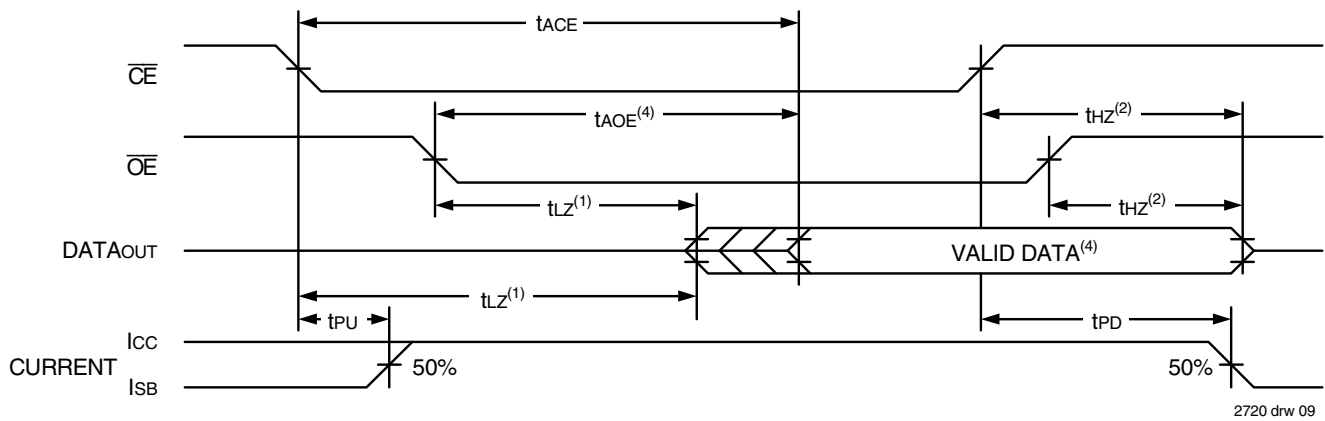 tACE
CE
tAOE(4)
tHZ(2)
OE
tLZ(1)
tHZ(2)
DATAOUT
VALID DATA(4)
tLZ(1)
tPU
tPD
ICC
CURRENT
50%
50%
ISB
2720 drw 09